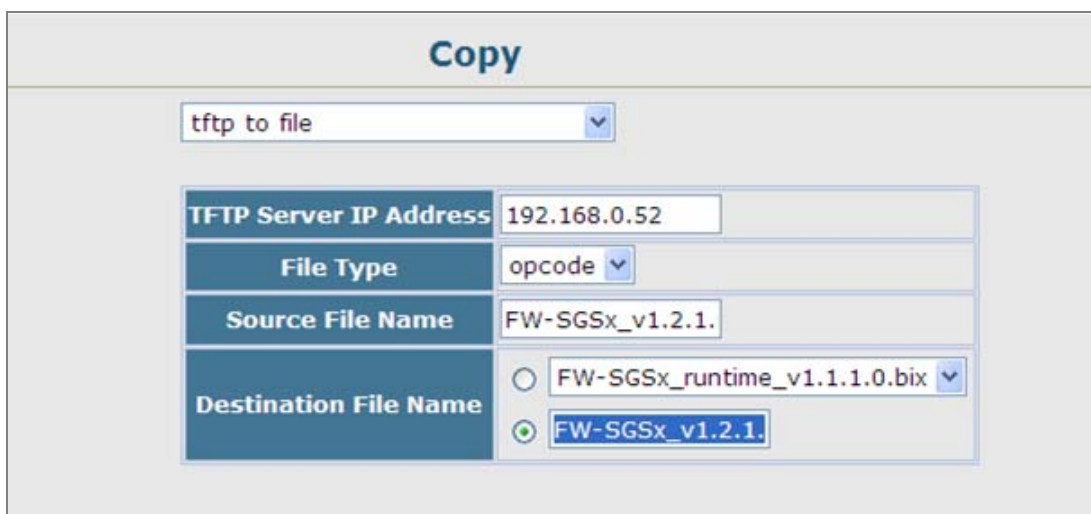 Copy
tftp to file
TFTP Server IP Address 192.168.0.52
File Type opcode
Source File Name FW-SGSx_v1.2.1.
Destination File Name
FW-SGSx_runtime_v1.1.1.0.bix
FW-SGSx_v1.2.1.